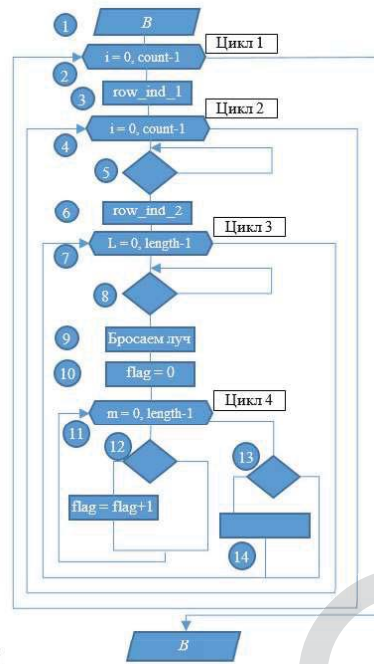 1
B
Цикл 1
2
i = 0, count-1
3
row_ind_1
Цикл 2
4
i = 0, count-1
5
6
row_ind_2
Цикл 3
7
L = 0, length-1
8
9
Бросаем луч
10
flag = 0
Цикл 4
11
m = 0, length-1
12
13
flag = flag+1
14
B